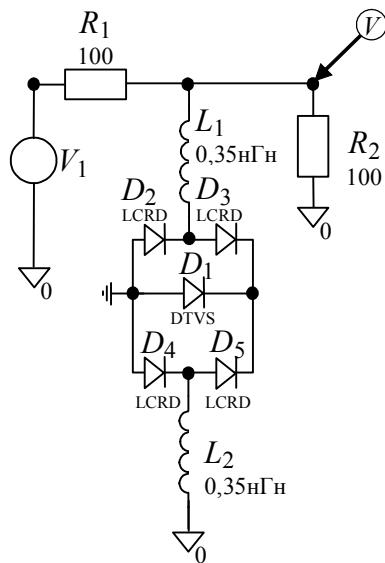 V
R1
100
L1
0,35нГн
R2
100
V1
0
0
D2
LCRD
D3
LCRD
D1
DTVS
D4
LCRD
D5
LCRD
L2
0,35нГн
0